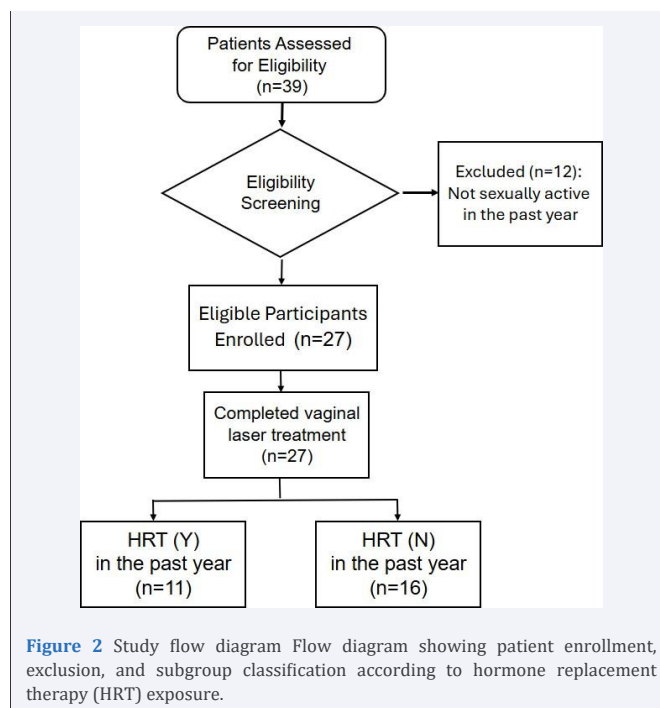 Patients Assessed
for Eligibility
(n=39)
Eligibility
Screening
Excluded (n=12):
Not sexually active
in the past year
Eligible Participants
Enrolled (n=27)
Completed vaginal
laser treatment
(n=27)
HRT (Y)
in the past year
(n=11)
HRT (N)
in the past year
(n=16)
Figure 2 Study flow diagram Flow diagram showing patient enrollment,
exclusion, and subgroup classification according to hormone replacement
therapy (HRT) exposure.